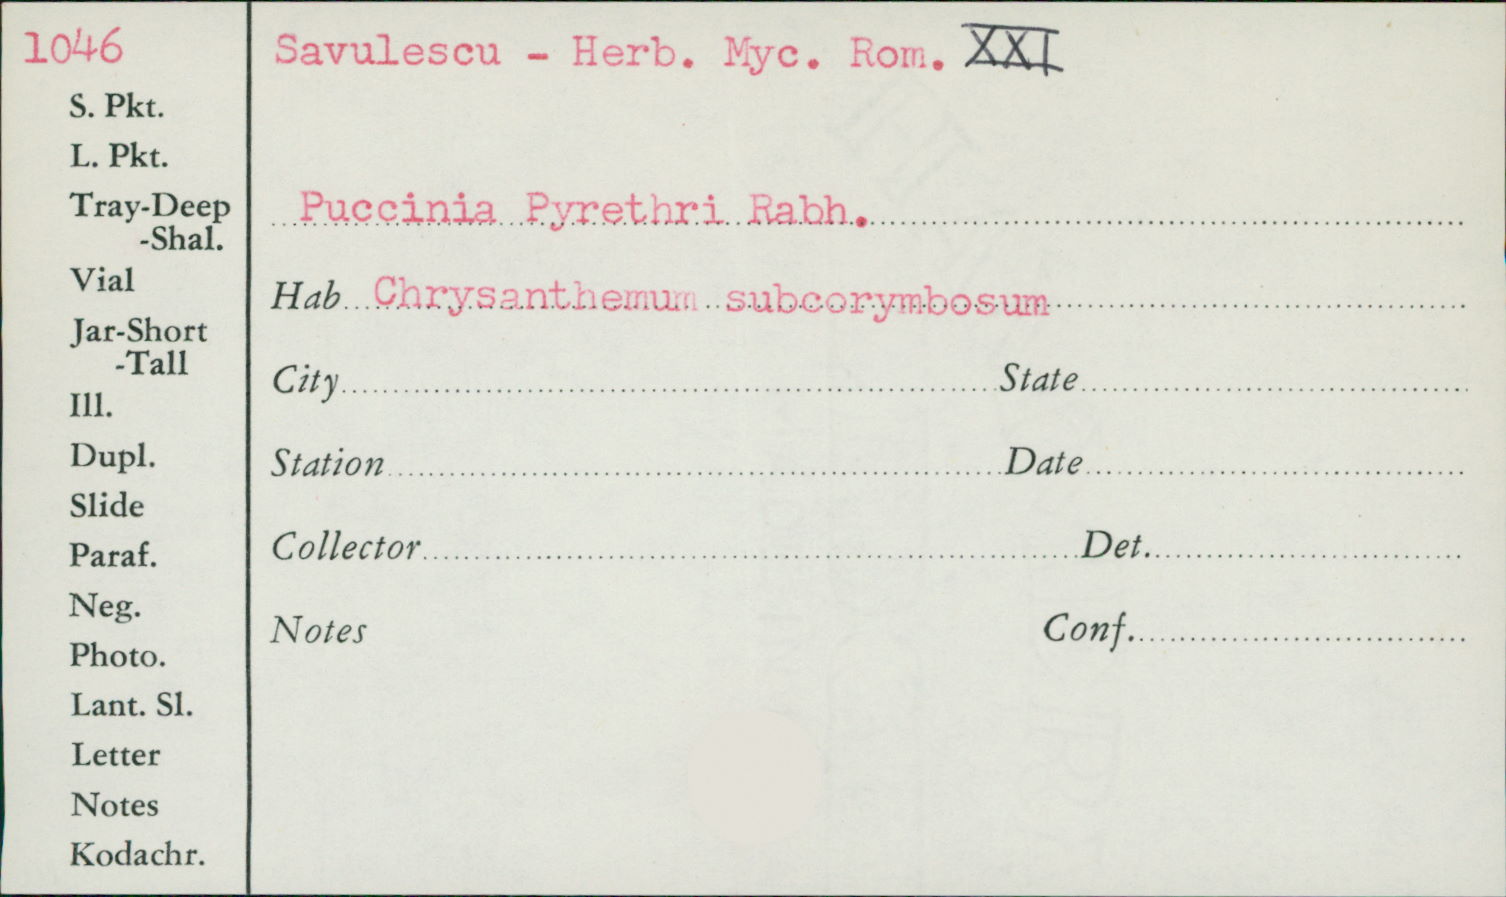 1046
Savulescu - Herb. Myc. Rom. XXI
S. Pkt.
L. Pkt.
Tray-Deep
-Shal.
Vial
Jar-Short
-Tall
Ill.
Dupl.
Slide
Paraf.
Neg.
Photo.
Lant. Sl.
Letter
Notes
Kodachr.
Puccinia Pyrethri Rabh.
Hab Chrysanthemum subcorymbosum
City State
Station Date
Collector Det.
Notes Conf.